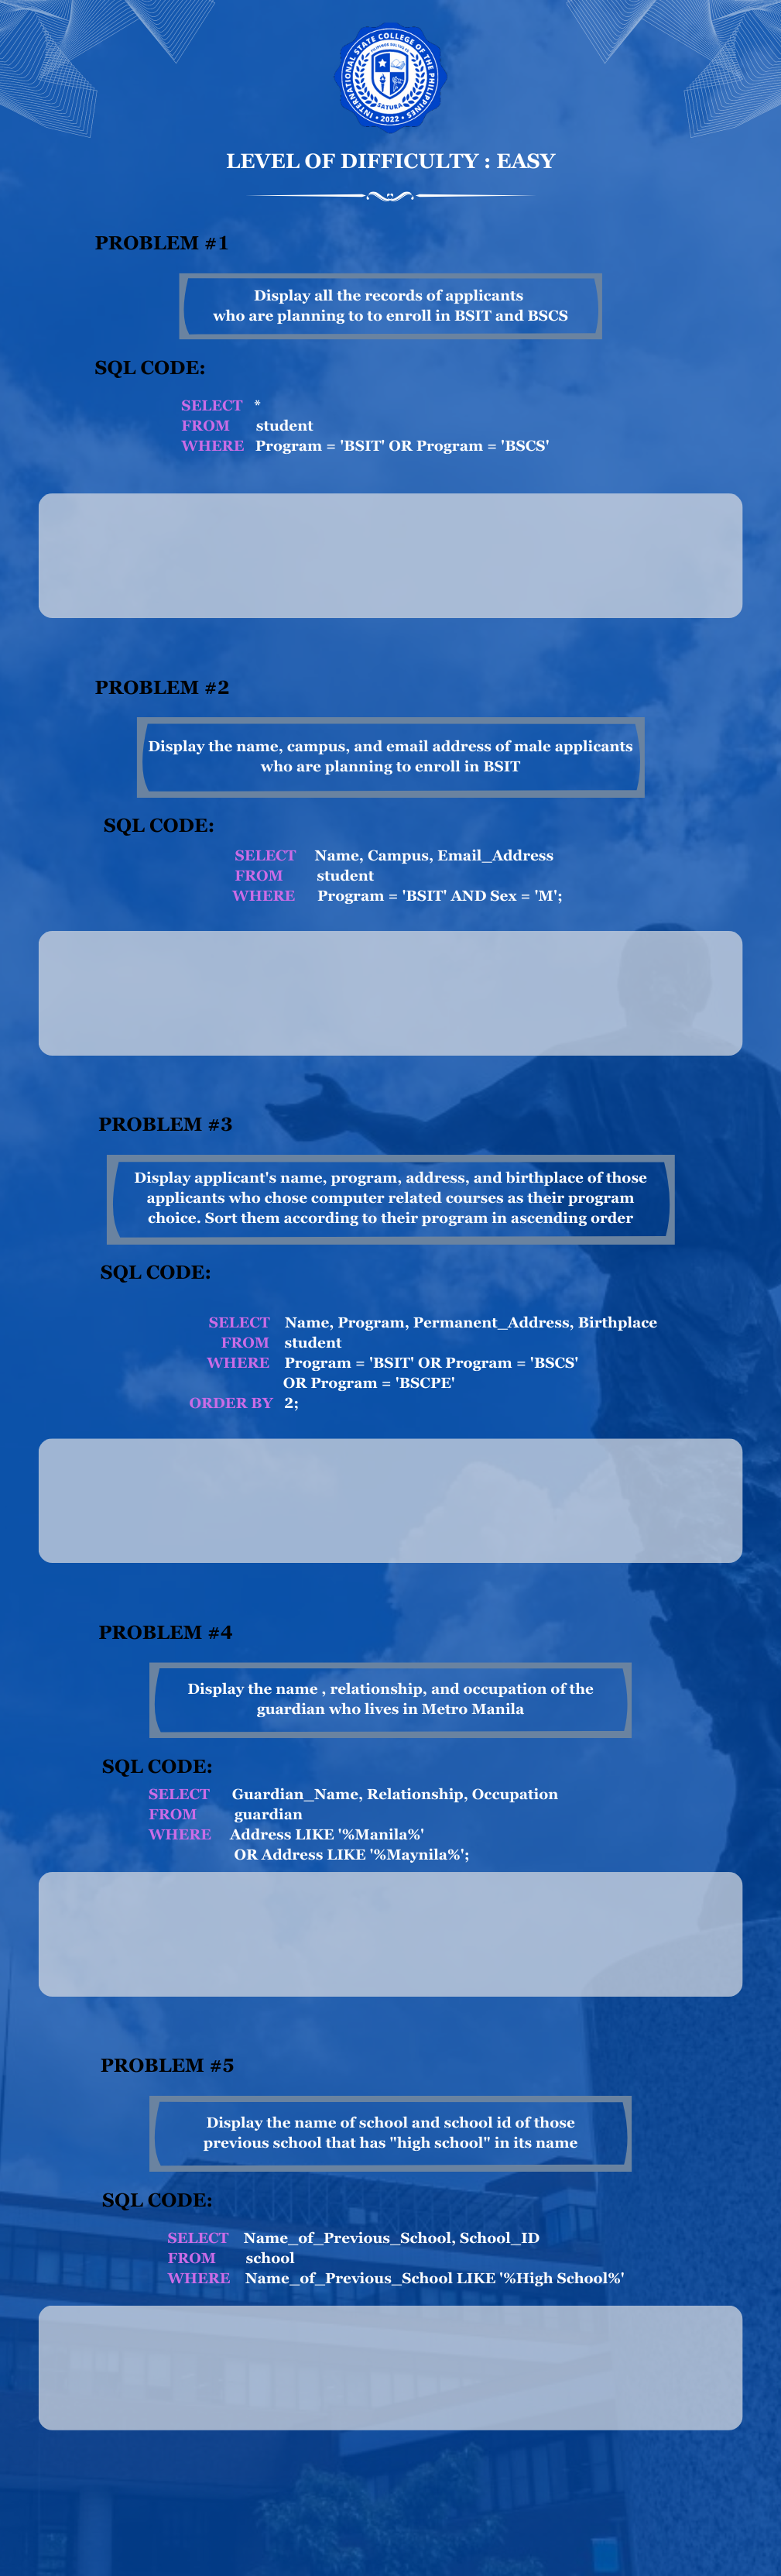 INTERNATIONAL STATE COLLEGE OF THE PHILIPPINES
SATURA
• 2022 •
LEVEL OF DIFFICULTY : EASY
PROBLEM #1
Display all the records of applicants
who are planning to to enroll in BSIT and BSCS
SQL CODE:
SELECT *
FROM student
WHERE Program = 'BSIT' OR Program = 'BSCS'
PROBLEM #2
Display the name, campus, and email address of male applicants
who are planning to enroll in BSIT
SQL CODE:
SELECT Name, Campus, Email_Address
FROM student
WHERE Program = 'BSIT' AND Sex = 'M';
PROBLEM #3
Display applicant's name, program, address, and birthplace of those
applicants who chose computer related courses as their program
choice. Sort them according to their program in ascending order
SQL CODE:
SELECT Name, Program, Permanent_Address, Birthplace
FROM student
WHERE Program = 'BSIT' OR Program = 'BSCS'
OR Program = 'BSCPE'
ORDER BY 2;
PROBLEM #4
Display the name , relationship, and occupation of the
guardian who lives in Metro Manila
SQL CODE:
SELECT Guardian_Name, Relationship, Occupation
FROM guardian
WHERE Address LIKE '%Manila%'
OR Address LIKE '%Maynila%';
PROBLEM #5
Display the name of school and school id of those
previous school that has "high school" in its name
SQL CODE:
SELECT Name_of_Previous_School, School_ID
FROM school
WHERE Name_of_Previous_School LIKE '%High School%'